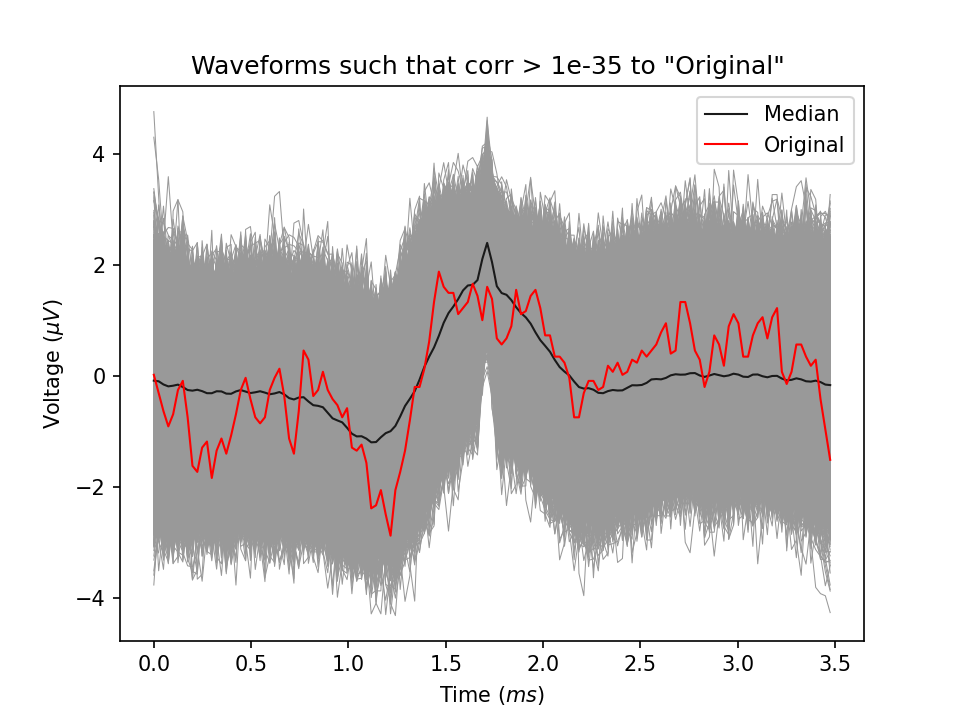 Waveforms such that corr > 1e-35 to "Original"
Median
Original
4
2
0
−2
−4
Voltage (μV)
0.0 0.5 1.0 1.5 2.0 2.5 3.0 3.5
Time (ms)